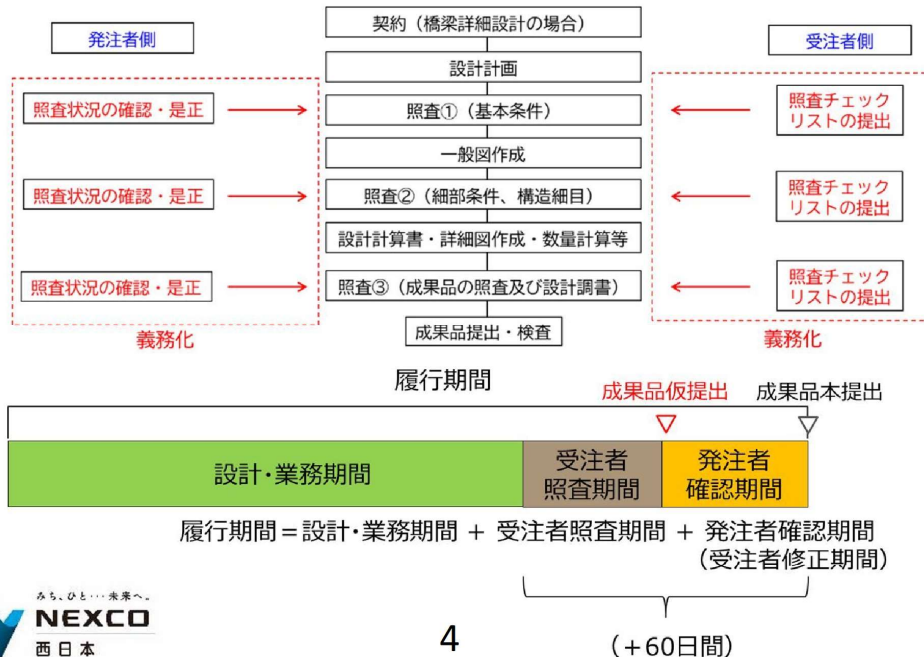 発注者側
契約（橋梁詳細設計の場合）
受注者側
設計計画
照査状況の確認・是正
照査①（基本条件）
照査チェック
リストの提出
一般図作成
照査状況の確認・是正
照査②（細部条件、構造細目）
照査チェック
リストの提出
設計計算書・詳細図作成・数量計算等
照査状況の確認・是正
照査③（成果品の照査及び設計調書）
照査チェック
リストの提出
義務化
成果品提出・検査
義務化
履行期間
成果品仮提出
成果品本提出
設計・業務期間
受注者
照査期間
発注者
確認期間
履行期間＝設計・業務期間 + 受注者照査期間 + 発注者確認期間
(受注者修正期間)
(＋60日間)
みち、ひと…未来へ。
NEXCO
西日本
4